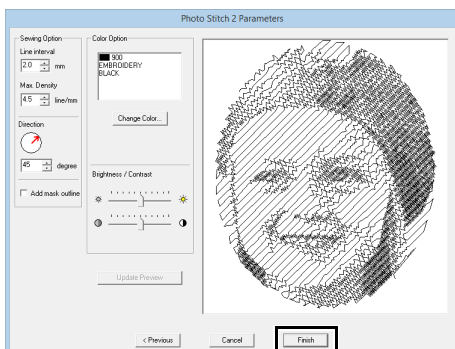 Photo Stitch 2 Parameters
Sewing Option
Line interval
2.0 mm
Max. Density
4.5 line/mm
Direction
45 degree
Add mask outline
Color Option
900
EMBROIDERY
BLACK
Change Color...
Brightness / Contrast
Update Preview
< Previous
Cancel
Finish